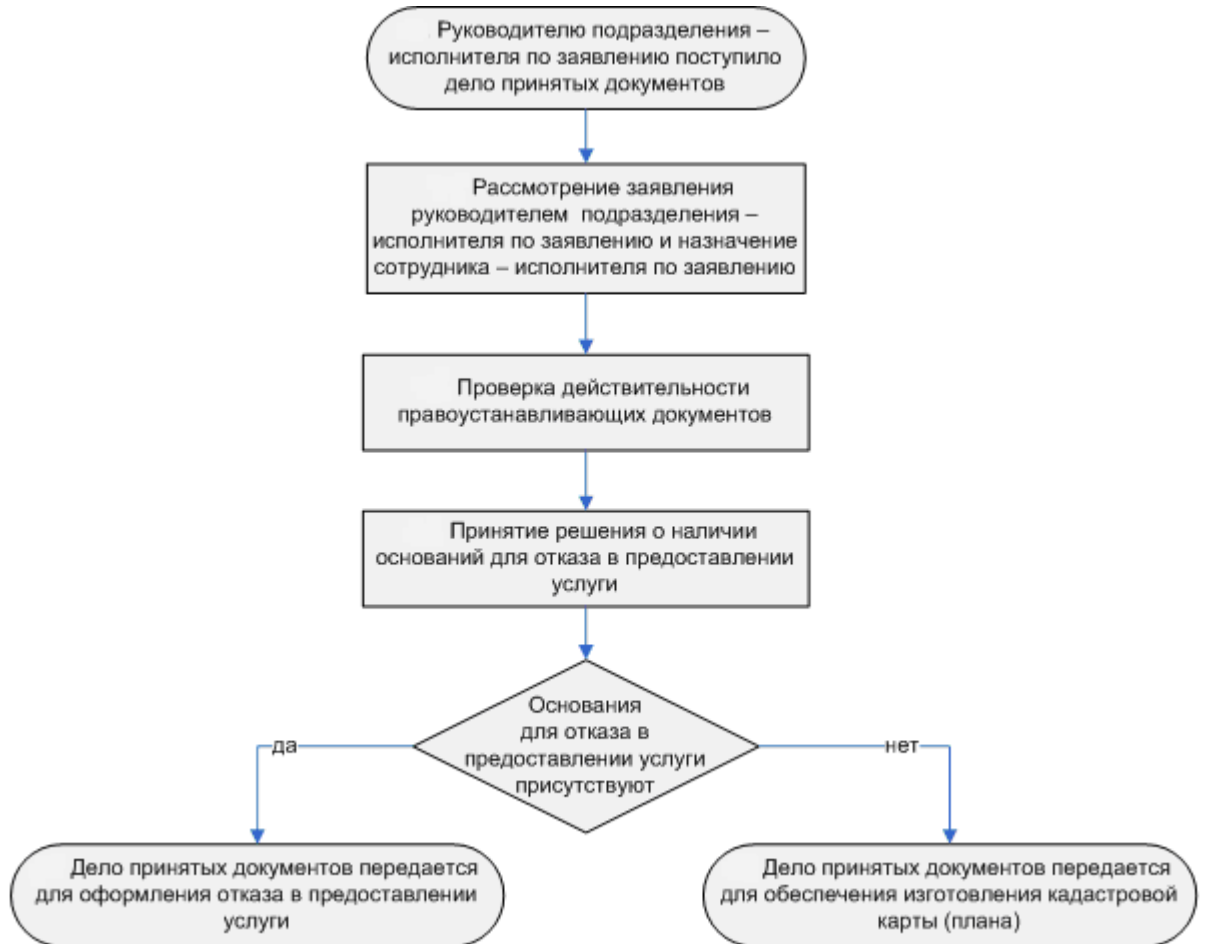 Руководителю подразделения –
исполнителя по заявлению поступило
дело принятых документов
Рассмотрение заявления
руководителем подразделения –
исполнителя по заявлению и назначение
сотрудника – исполнителя по заявлению
Проверка действительности
правоустанавливающих документов
Принятие решения о наличии
оснований для отказа в предоставлении
услуги
Основания
для отказа в
предоставлении услуги
присутствуют
да
нет
Дело принятых документов передается
для оформления отказа в предоставлении
услуги
Дело принятых документов передается
для обеспечения изготовления кадастровой
карты (плана)